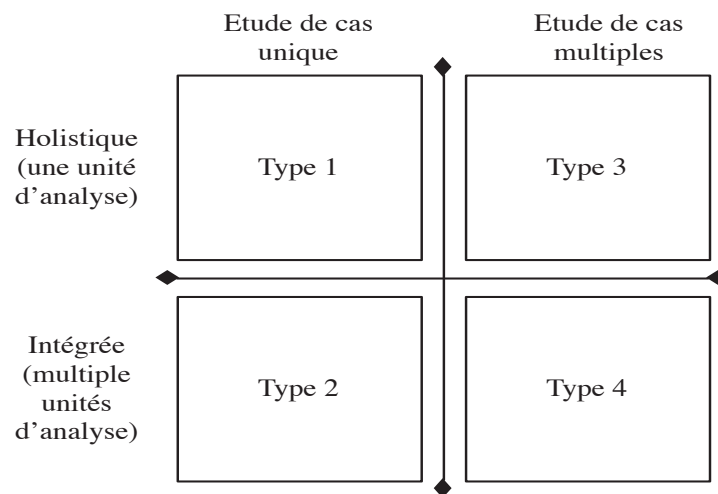 Etude de cas
unique
Etude de cas
multiples
Holistique
(une unité
d’analyse)
Type 1
Type 3
Intégrée
(multiple
unités
d’analyse)
Type 2
Type 4